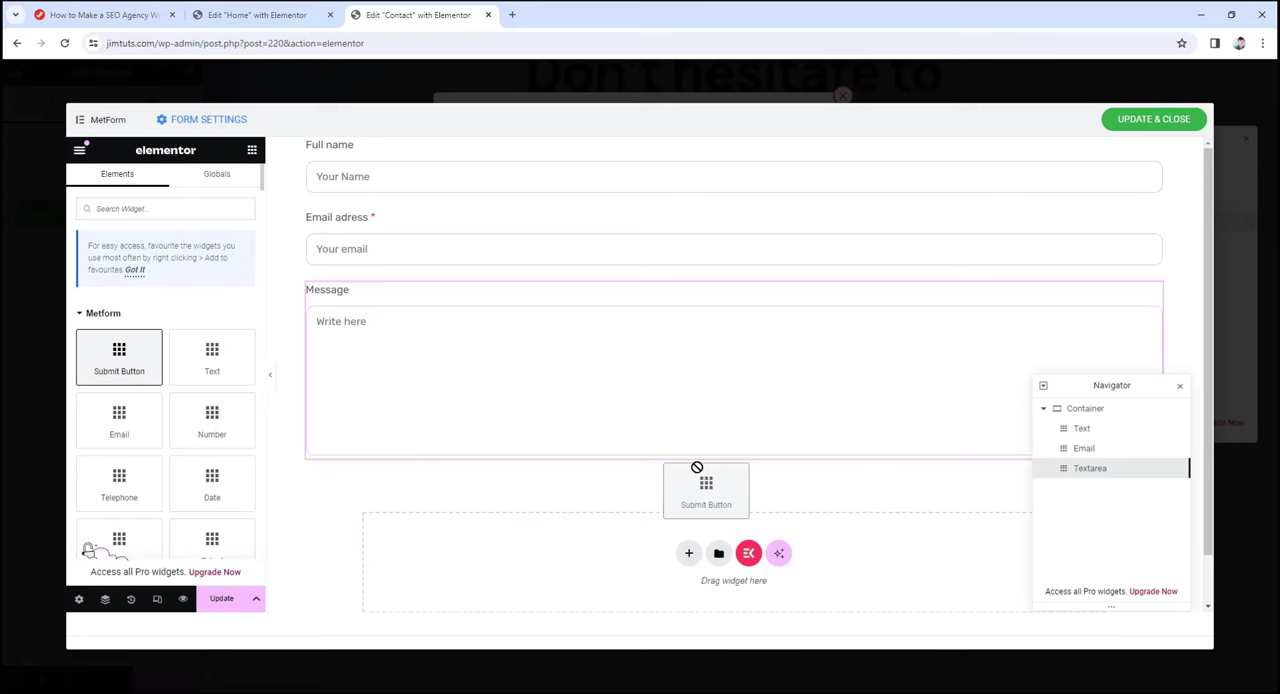 How to Make a SEO Agency W
Edit "Home" with Elementor
Edit "Contact" with Elementor
jimtuts.com/wp-admin/post.php?post=220&action=elementor
Don't hesitate to
MetForm
FORM SETTINGS
UPDATE & CLOSE
elementor
Elements
Globals
Search Widget...
For easy access, favourite the widgets you
use most often by right clicking > Add to
favourites. Got It
Metform
Submit Button
Text
Email
Number
Telephone
Date
Access all Pro widgets. Upgrade Now
Update
Full name
Your Name
Email adress *
Your email
Message
Write here
Submit Button
Drag widget here
Navigator
Container
Text
Email
Textarea
Access all Pro widgets. Upgrade Now